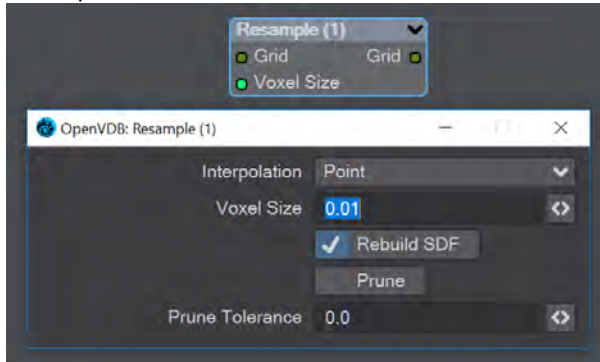 Resample (1)
Grid Grid
Voxel Size
OpenVDB: Resample (1)
Interpolation Point
Voxel Size 0.01
Rebuild SDF
Prune
Prune Tolerance 0.0